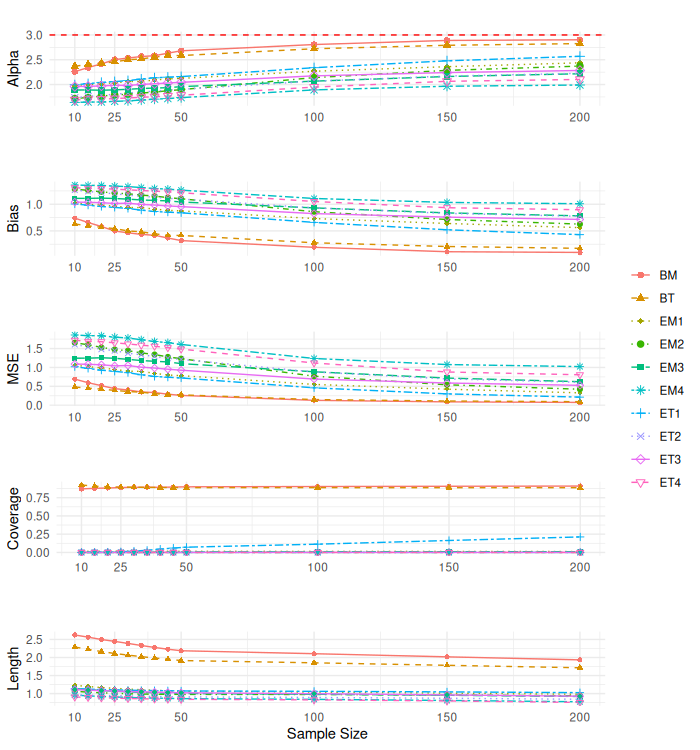 3.0
2.5
2.0
Alpha
10 25 50 100 150 200
1.0
0.5
Bias
10 25 50 100 150 200
1.5
1.0
0.5
0.0
MSE
10 25 50 100 150 200
0.75
0.50
0.25
0.00
Coverage
10 25 50 100 150 200
2.5
2.0
1.5
1.0
Length
10 25 50 100 150 200
Sample Size
BM
BT
EM1
EM2
EM3
EM4
ET1
ET2
ET3
ET4